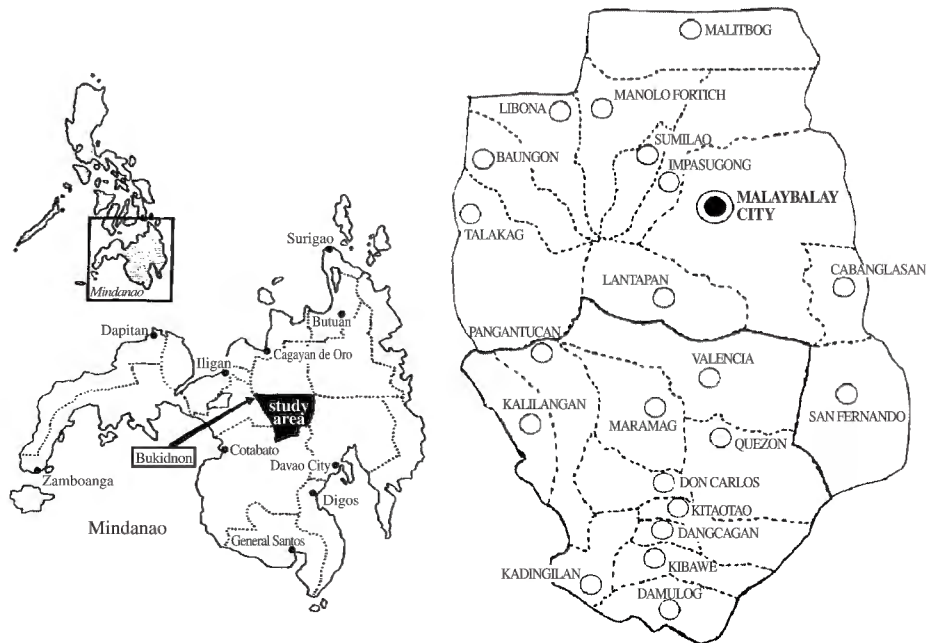 Mindanao
Surigao
Butuan
Dapitan
Cagayan de Oro
Iligan
study
area
Bukidnon
Cotabato
Davao City
Zamboanga
Digos
Mindanao
General Santos
MALITBOG
MANOLO FORTICH
LIBONA
SUMILAO
BAUNGON
IMPASUGONG
MALAYBALAY
CITY
TALAKAG
CABANGLASAN
LANTAPAN
PANGANTUCAN
VALENCIA
KALILANGAN
SAN FERNANDO
MARAMAG
QUEZON
DON CARLOS
KITAOTAO
DANGCAGAN
KIBAWE
KADINGILAN
DAMULOG